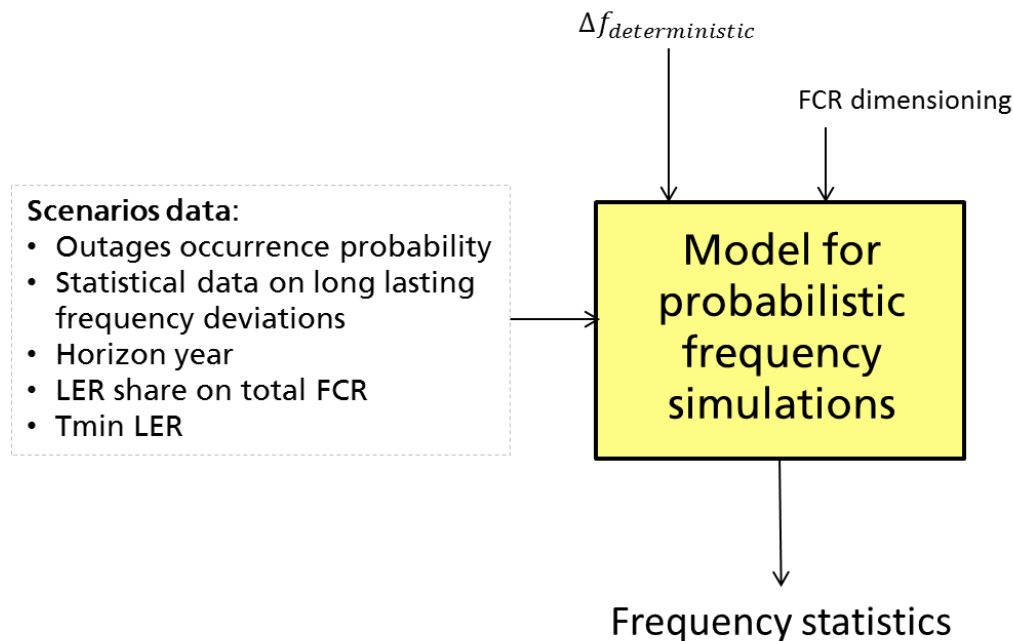 Δf_deterministic
FCR dimensioning
Scenarios data:
• Outages occurrence probability
• Statistical data on long lasting
frequency deviations
• Horizon year
• LER share on total FCR
• Tmin LER
Model for
probabilistic
frequency
simulations
Frequency statistics